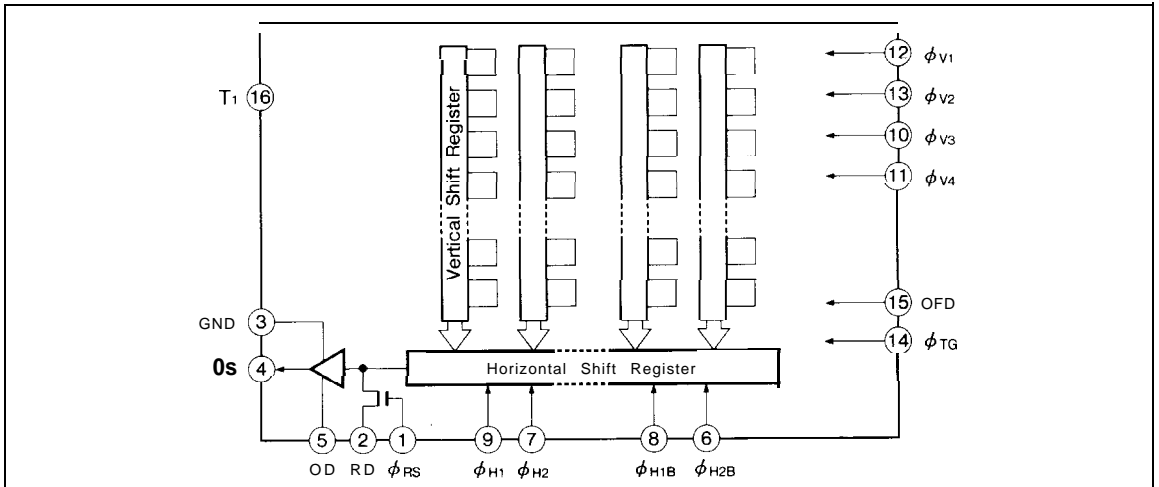 12 ϕV1
T1 16
13 ϕV2
10 ϕV3
11 ϕV4
Vertical Shift Register
15 OFD
GND 3
14 ϕTG
0s 4
Horizontal Shift Register
5 2 1 9 7 8 6
OD RD ϕRS ϕH1 ϕH2 ϕH1B ϕH2B